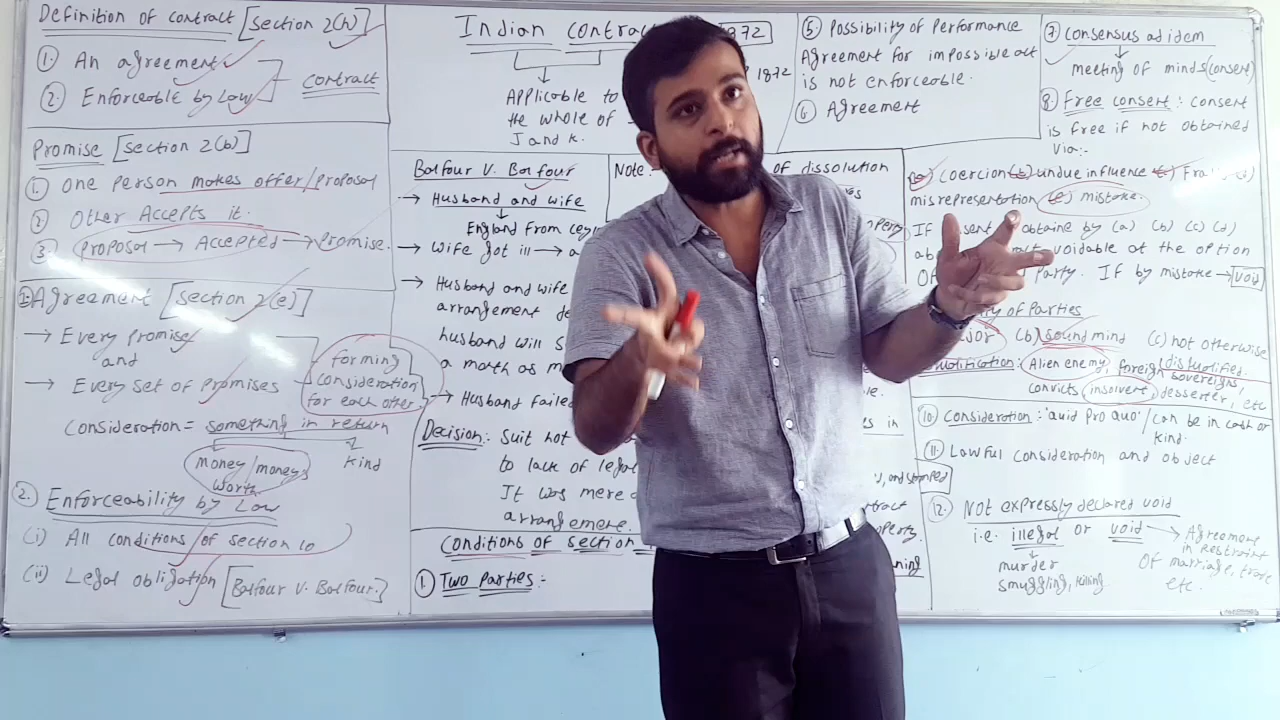 Definition of contract [section 2(h)]
1. An agreement
2. Enforceable by Law
contract
Promise [section 2(b)]
1. one person makes offer/proposal
2 Other Accepts it.
3. Proposal → Accepted → Promise.
1. Agreement [section 2(e)]
→ Every promise
and
→ Every set of promises
forming
consideration
for each other
Consideration = something in return
money/money's
worth
kind
2. Enforceability by Law
(i) All conditions of section 10
(ii) Legal obligation [Balfour v. Balfour.]
Indian contract
1872
Applicable to
the whole of
J and K.
Balfour v. Balfour
→ Husband and wife
England from
→ Wife got ill →
→ Husband and wife
arrangement
husband will
a month as
→ Husband failed
Decision: Suit not
to lack of legal
It was mere
arrangement.
Conditions of section
1. Two Parties:-
Note:
of dissolution
5 Possibility of Performance
Agreement for impossible act
is not enforceable.
6 Agreement
7 consensus ad idem
meeting of minds (consent)
8. Free consent: consent
is free if not obtained
via:-
(a) coercion (b) undue influence (c) Fraud (d)
misrepresentation (e) mistake.
If obtaine by (a) (b) (c) (d)
voidable at the option
party. If by mistake → void
of Parties
(b) sound mind (c) not otherwise
disqualified.
Alien enemy, foreign sovereigns,
convicts insolvent, desserter, etc
10. Consideration: 'quid pro quo' / can be in cash or
kind.
11. Lawful consideration and object
12. Not expressly declared void
i.e. illegal or void → Agreement
in restraint
of marriage, trade
etc.
murder
smuggling, killing